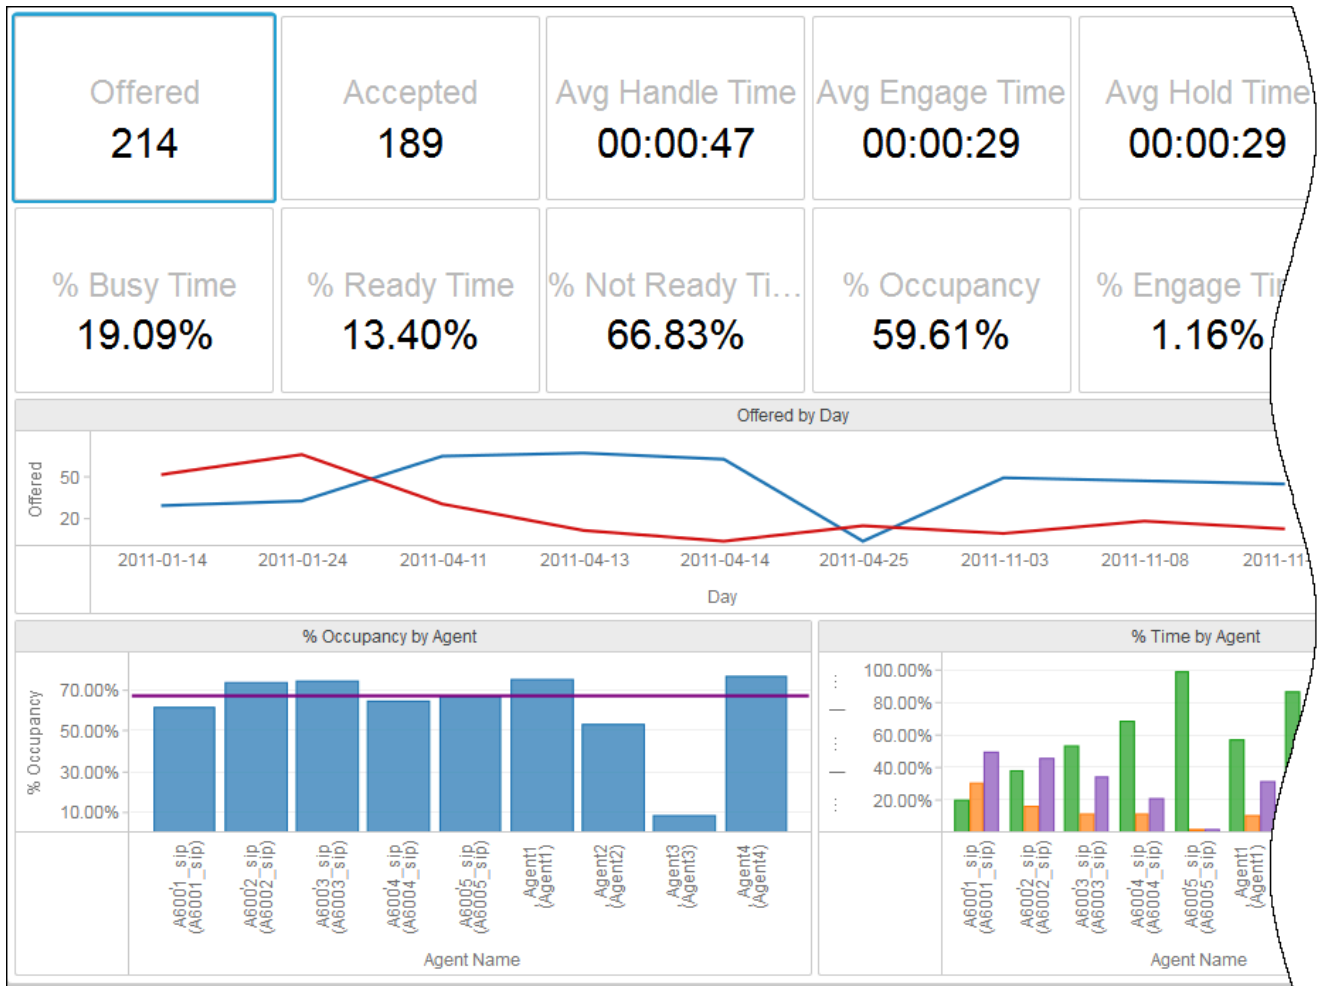 Offered
214
Accepted
189
Avg Handle Time
00:00:47
Avg Engage Time
00:00:29
Avg Hold Time
00:00:29
% Busy Time
19.09%
% Ready Time
13.40%
% Not Ready Ti...
66.83%
% Occupancy
59.61%
% Engage Ti
1.16%
Offered by Day
Offered
50
20
2011-01-14
2011-01-24
2011-04-11
2011-04-13
2011-04-14
2011-04-25
2011-11-03
2011-11-08
2011-11-
Day
% Occupancy by Agent
% Occupancy
70.00%
50.00%
30.00%
10.00%
A6001_sip
(A6001_sip)
A6002_sip
(A6002_sip)
A6003_sip
(A6003_sip)
A6004_sip
(A6004_sip)
A6005_sip
(A6005_sip)
Agent1
(Agent1)
Agent2
(Agent2)
Agent3
(Agent3)
Agent4
(Agent4)
Agent Name
% Time by Agent
100.00%
80.00%
60.00%
40.00%
20.00%
A6001_sip
(A6001_sip)
A6002_sip
(A6002_sip)
A6003_sip
(A6003_sip)
A6004_sip
(A6004_sip)
A6005_sip
(A6005_sip)
Agent1
(Agent1)
Agent Name